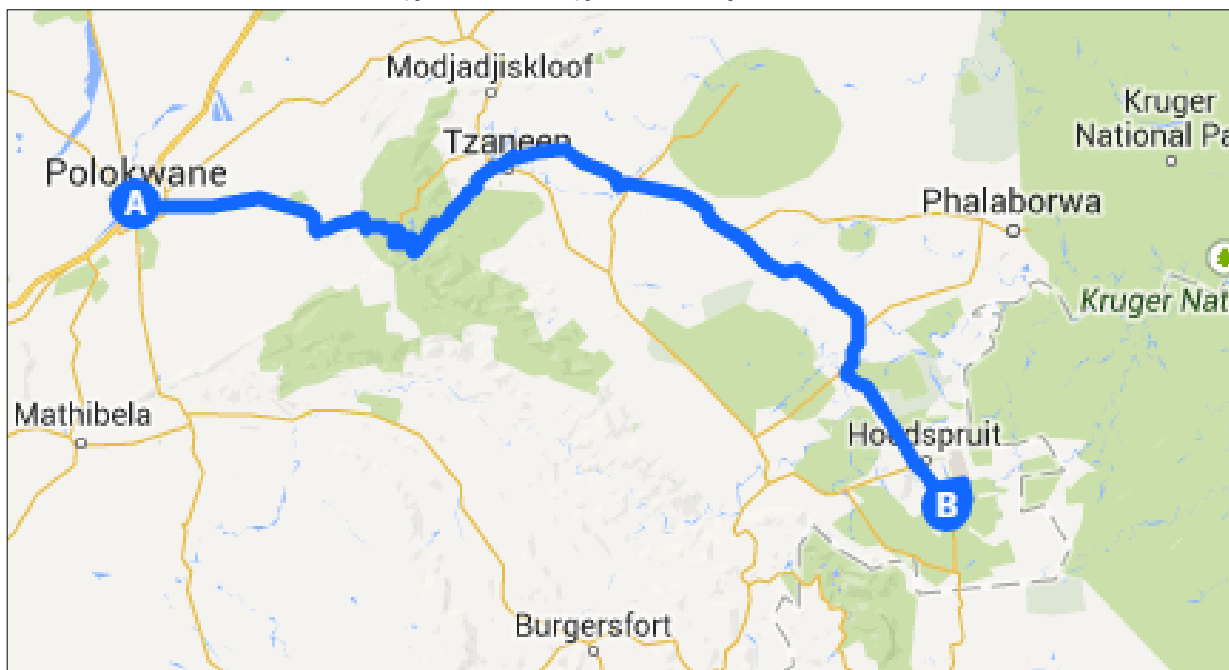 Modjadjiskloof
Kruger
National Pa
Tzaneen
Polokwane
A
Phalaborwa
Kruger Nat
Mathibela
Hoedspruit
B
Burgersfort